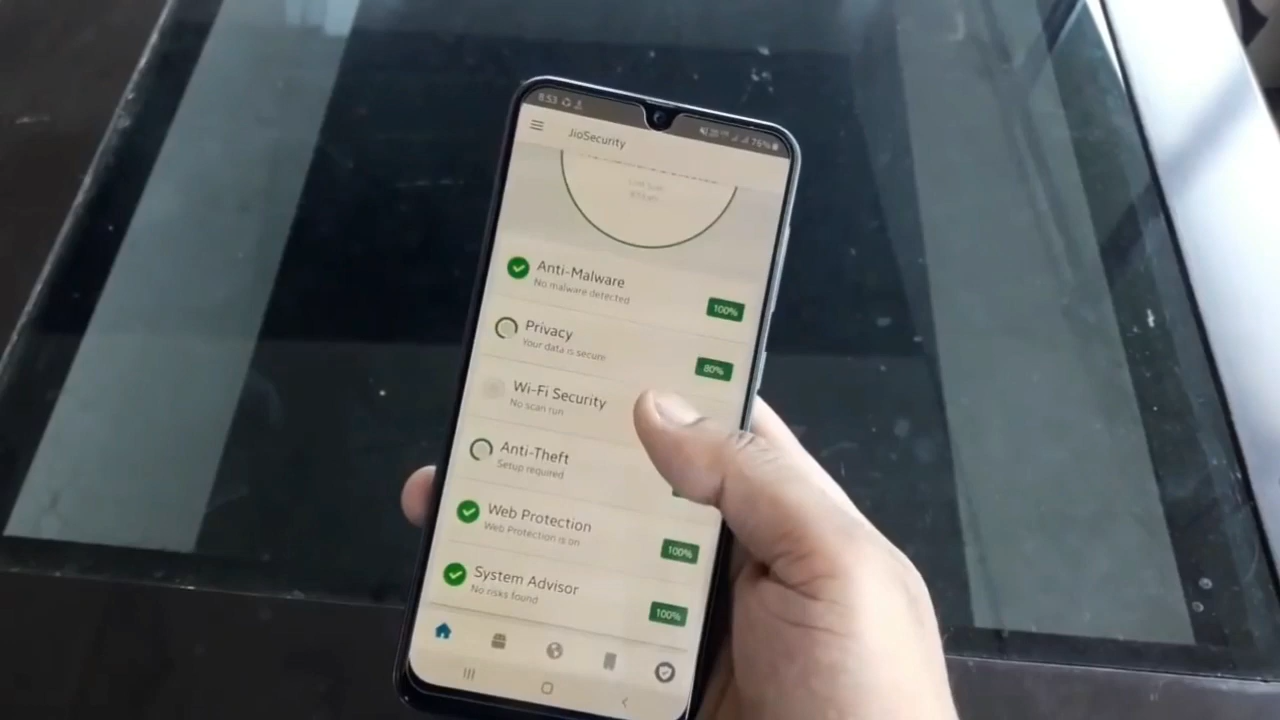 8:53
76%
JioSecurity
Anti-Malware
No malware detected
100%
Privacy
Your data is secure
80%
Wi-Fi Security
No scan run
Anti-Theft
Setup required
Web Protection
Web Protection is on
100%
System Advisor
No risks found
100%